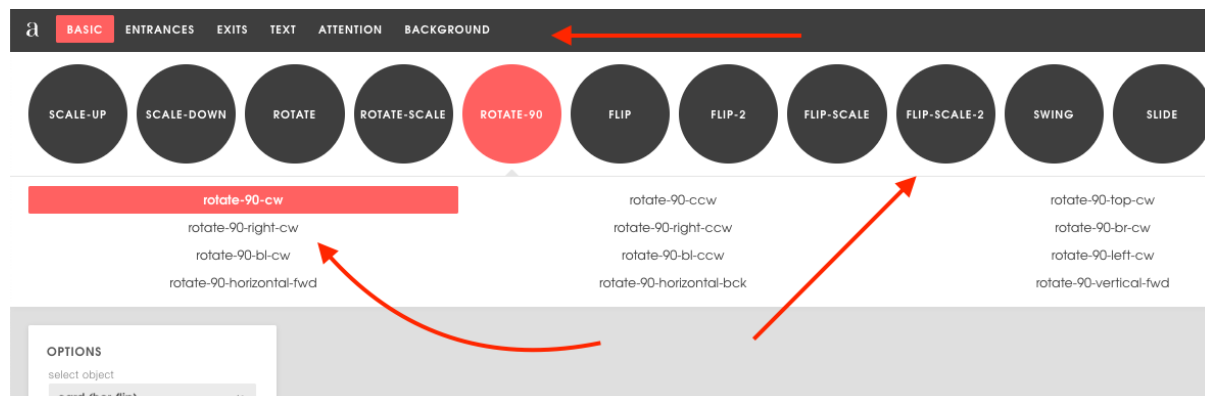 a BASIC ENTRANCES EXITS TEXT ATTENTION BACKGROUND
SCALE-UP SCALE-DOWN ROTATE ROTATE-SCALE ROTATE-90 FLIP FLIP-2 FLIP-SCALE FLIP-SCALE-2 SWING SLIDE
rotate-90-cw rotate-90-ccw rotate-90-top-cw
rotate-90-right-cw rotate-90-right-ccw rotate-90-br-cw
rotate-90-bl-cw rotate-90-bl-ccw rotate-90-left-cw
rotate-90-horizontal-fwd rotate-90-horizontal-bck rotate-90-vertical-fwd
OPTIONS
select object